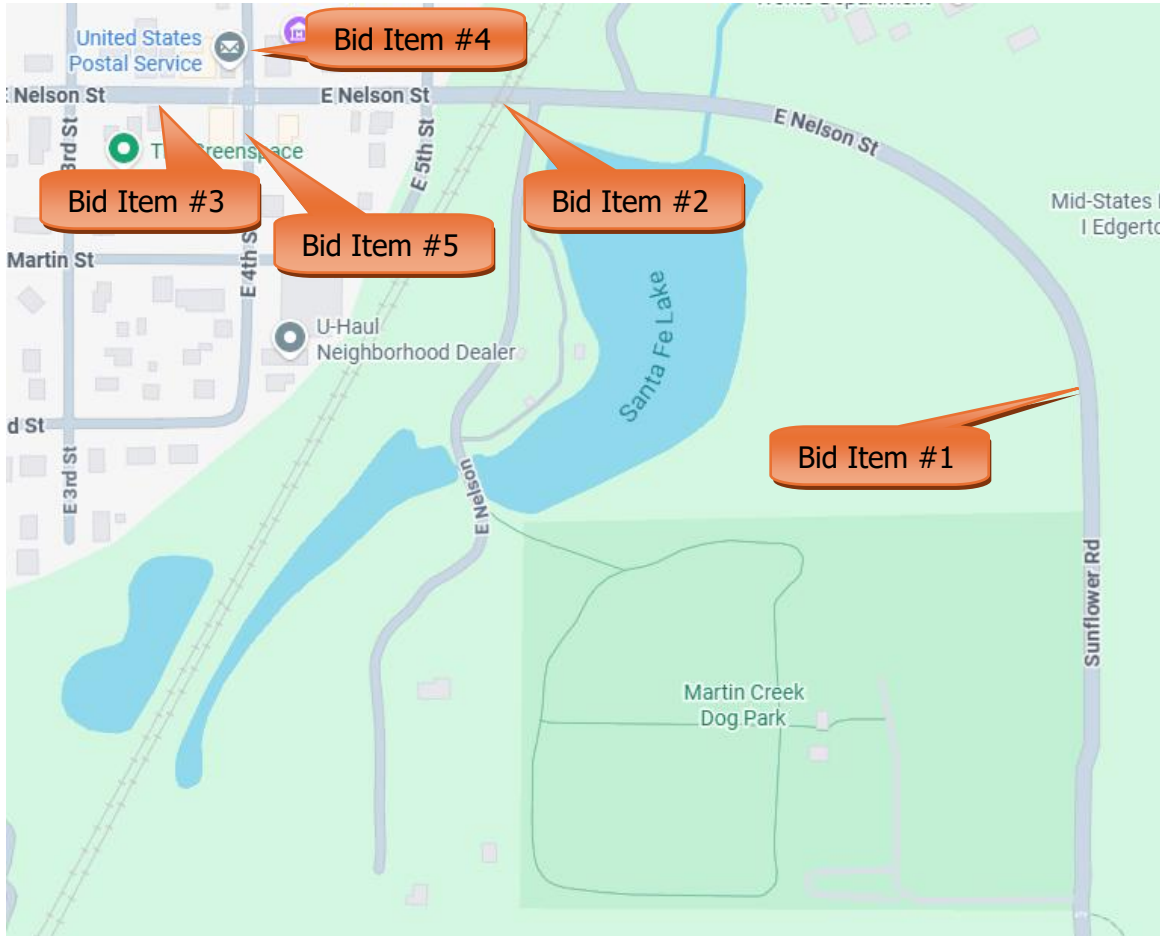 Works Department
United States
Postal Service
Bid Item #4
E Nelson St
E Nelson St
E Nelson St
E 3rd St
E 5th St
The Greenspace
Bid Item #3
Bid Item #2
Bid Item #5
Mid-States
I Edgerto
Martin St
E 4th S
Santa Fe Lake
U-Haul
Neighborhood Dealer
Bid Item #1
d St
E 3rd St
E Nelson
Sunflower Rd
Martin Creek
Dog Park